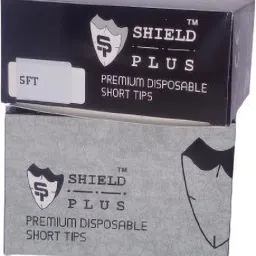 SHIELD™
SP
PLUS
5FT
PREMIUM DISPOSABLE
SHORT TIPS
SHIELD™
SP
PLUS
PREMIUM DISPOSABLE
SHORT TIPS